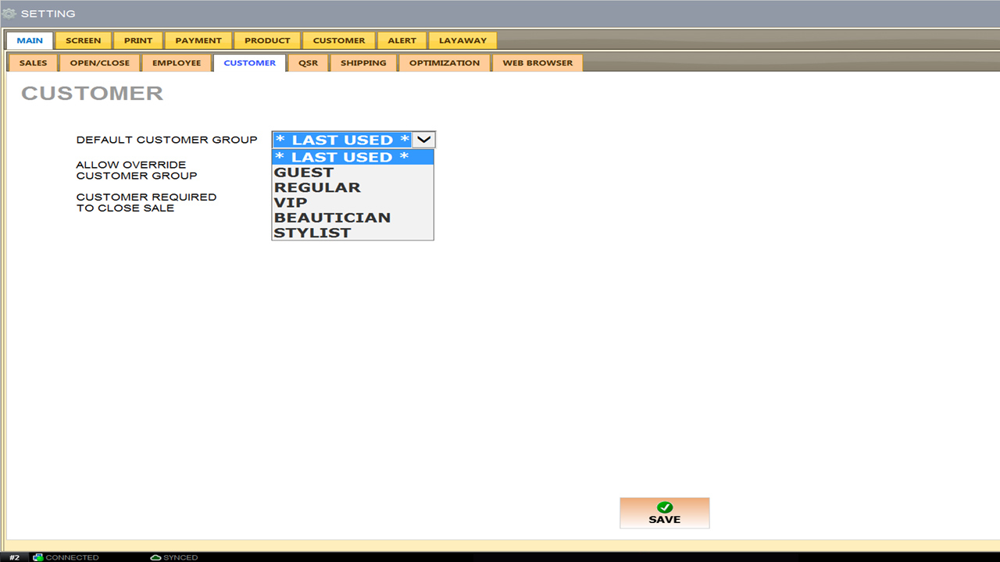 SETTING
MAIN SCREEN PRINT PAYMENT PRODUCT CUSTOMER ALERT LAYAWAY
SALES OPEN/CLOSE EMPLOYEE CUSTOMER QSR SHIPPING OPTIMIZATION WEB BROWSER
CUSTOMER
DEFAULT CUSTOMER GROUP * LAST USED *
* LAST USED *
GUEST
REGULAR
VIP
BEAUTICIAN
STYLIST
ALLOW OVERRIDE
CUSTOMER GROUP
CUSTOMER REQUIRED
TO CLOSE SALE
SAVE
#2 CONNECTED SYNCED